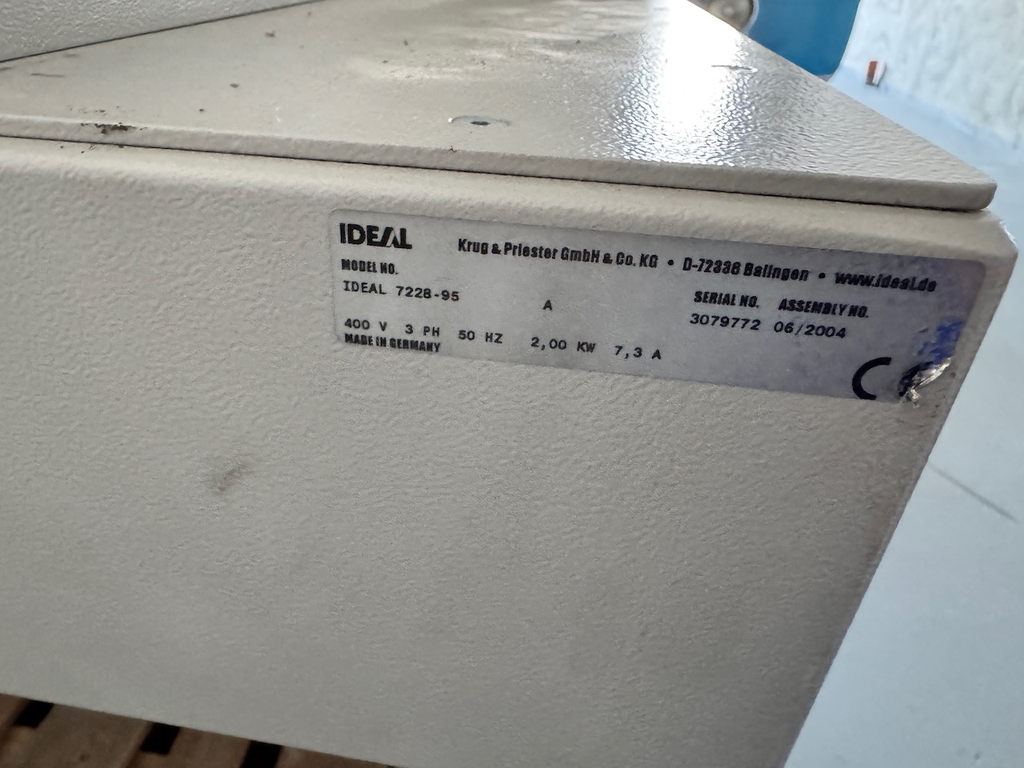 IDEAL Krug & Priester GmbH & Co. KG • D-72336 Balingen • www.ideal.de
MODEL NO. SERIAL NO. ASSEMBLY NO.
IDEAL 7228-95 A 3079772 06/2004
400 V 3 PH 50 HZ 2,00 KW 7,3 A
MADE IN GERMANY CE